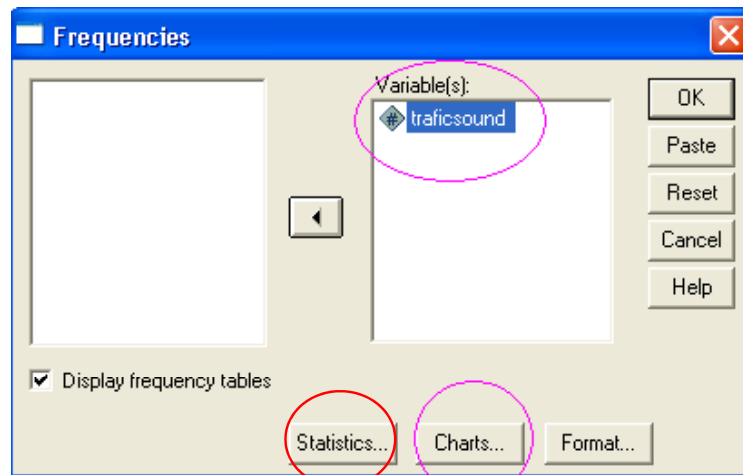 Frequencies
Variable(s):
# traficsound
OK
Paste
Reset
Cancel
Help
Display frequency tables
Statistics...
Charts...
Format...